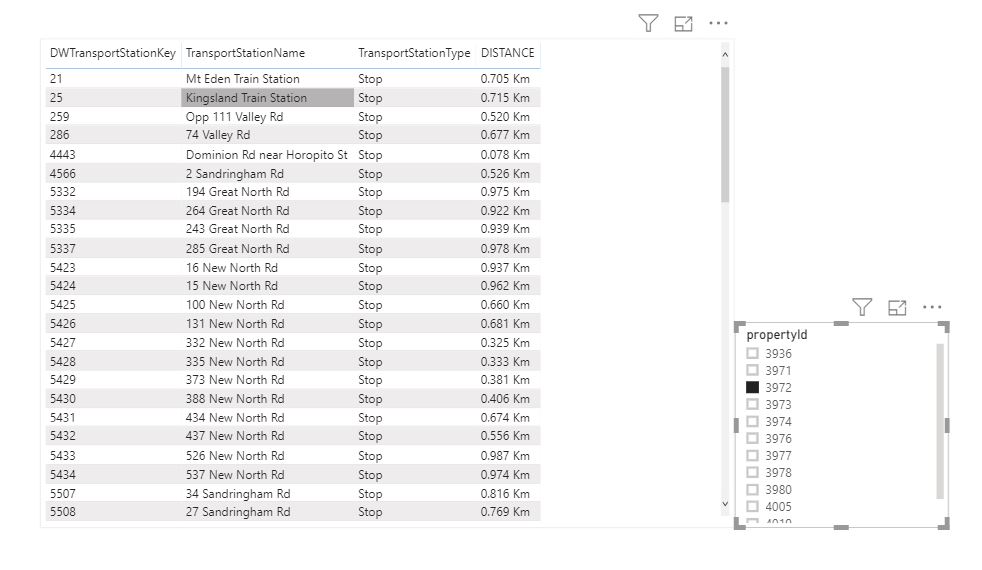 DWTransportStationKey TransportStationName TransportStationType DISTANCE
21 Mt Eden Train Station Stop 0.705 Km
25 Kingsland Train Station Stop 0.715 Km
259 Opp 111 Valley Rd Stop 0.520 Km
286 74 Valley Rd Stop 0.677 Km
4443 Dominion Rd near Horopito St Stop 0.078 Km
4566 2 Sandringham Rd Stop 0.526 Km
5332 194 Great North Rd Stop 0.975 Km
5334 264 Great North Rd Stop 0.922 Km
5335 243 Great North Rd Stop 0.939 Km
5337 285 Great North Rd Stop 0.978 Km
5423 16 New North Rd Stop 0.937 Km
5424 15 New North Rd Stop 0.962 Km
5425 100 New North Rd Stop 0.660 Km
5426 131 New North Rd Stop 0.681 Km
5427 332 New North Rd Stop 0.325 Km
5428 335 New North Rd Stop 0.333 Km
5429 373 New North Rd Stop 0.381 Km
5430 388 New North Rd Stop 0.406 Km
5431 434 New North Rd Stop 0.674 Km
5432 437 New North Rd Stop 0.556 Km
5433 526 New North Rd Stop 0.987 Km
5434 537 New North Rd Stop 0.974 Km
5507 34 Sandringham Rd Stop 0.816 Km
5508 27 Sandringham Rd Stop 0.769 Km
propertyId
3936
3971
3972
3973
3974
3976
3977
3978
3980
4005